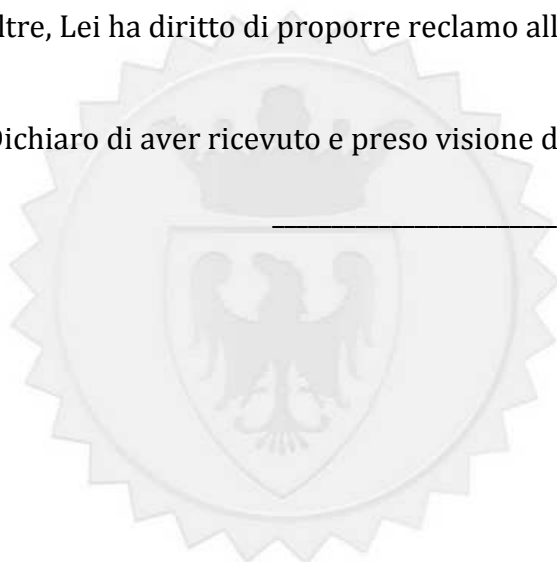 ltre, Lei ha diritto di proporre reclamo all
Dichiaro di aver ricevuto e preso visione d